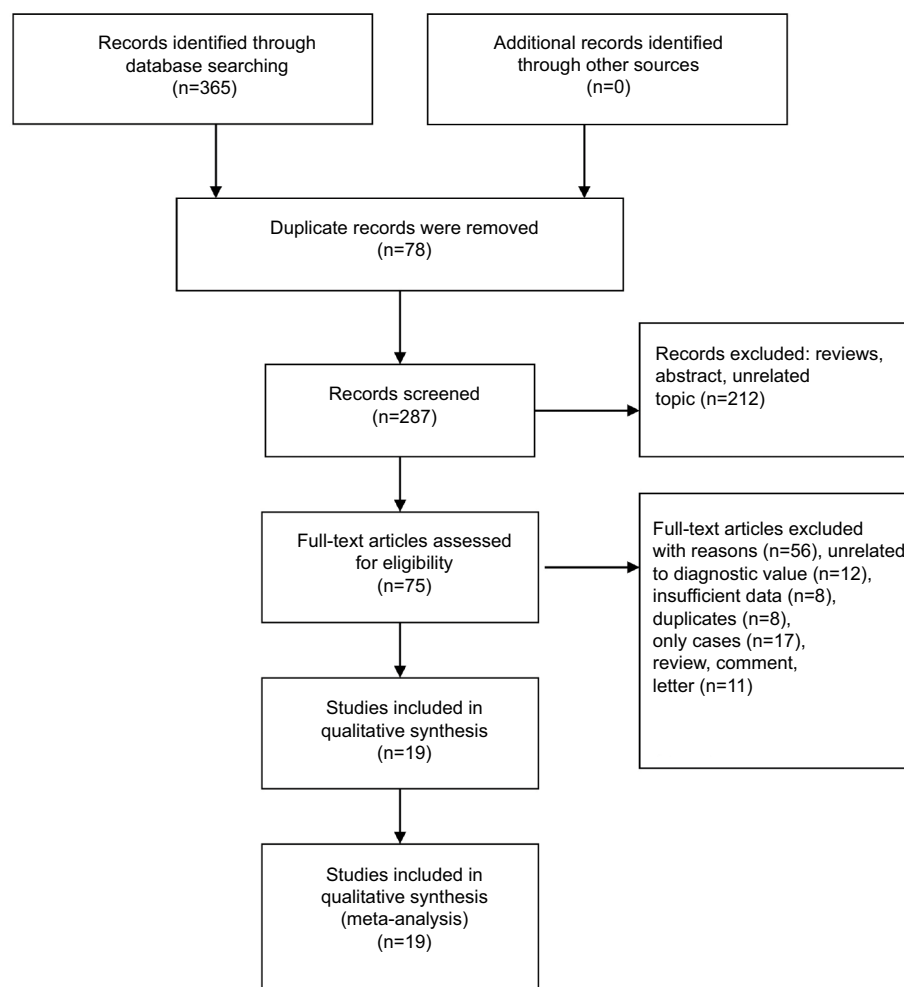 Records identified through
database searching
(n=365)
Additional records identified
through other sources
(n=0)
Duplicate records were removed
(n=78)
Records screened
(n=287)
Records excluded: reviews,
abstract, unrelated
topic (n=212)
Full-text articles assessed
for eligibility
(n=75)
Full-text articles excluded
with reasons (n=56), unrelated
to diagnostic value (n=12),
insufficient data (n=8),
duplicates (n=8),
only cases (n=17),
review, comment,
letter (n=11)
Studies included in
qualitative synthesis
(n=19)
Studies included in
qualitative synthesis
(meta-analysis)
(n=19)